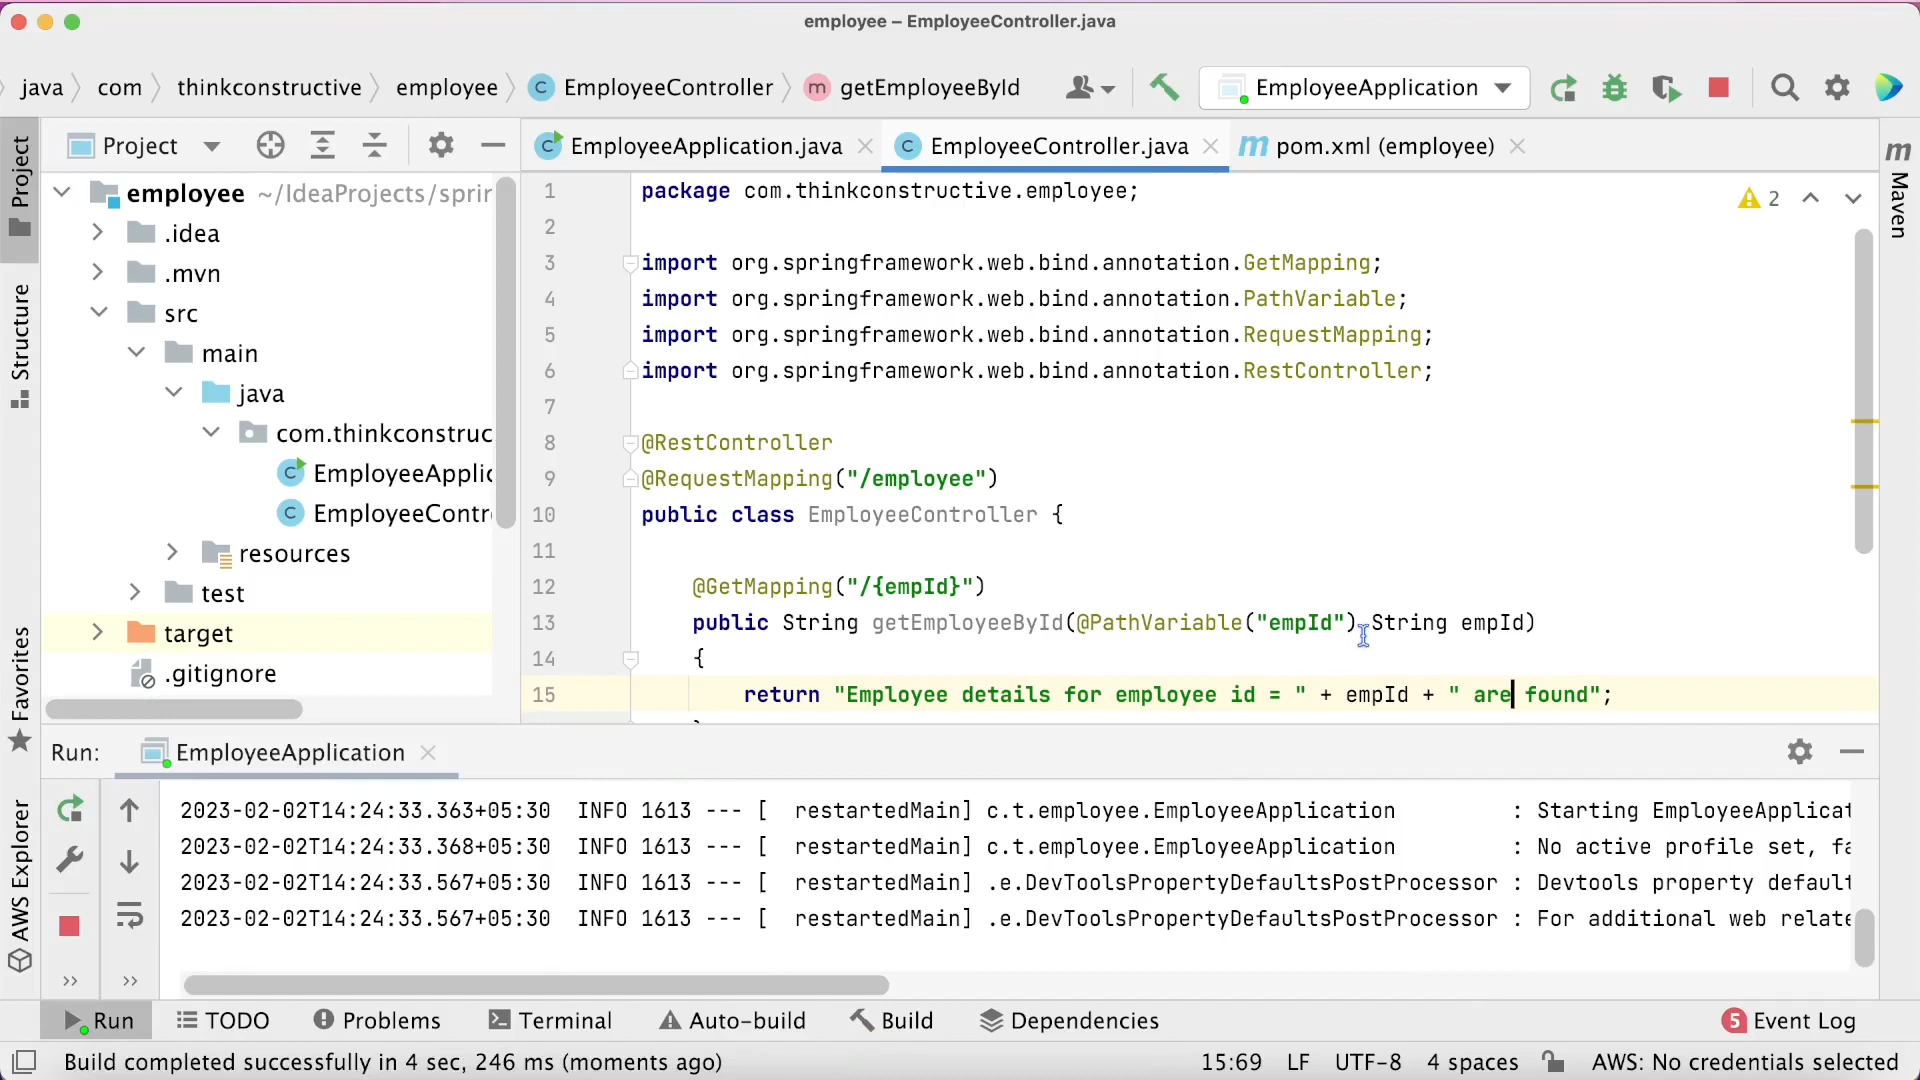 employee – EmployeeController.java
java com thinkconstructive employee C EmployeeController m getEmployeeById EmployeeApplication
Project EmployeeApplication.java EmployeeController.java pom.xml (employee)
Project
Structure
Favorites
AWS Explorer
Maven
employee ~/IdeaProjects/sprin
.idea
.mvn
src
main
java
com.thinkconstruc
EmployeeApplic
EmployeeContr
resources
test
target
.gitignore
2
1 package com.thinkconstructive.employee;
2
3 import org.springframework.web.bind.annotation.GetMapping;
4 import org.springframework.web.bind.annotation.PathVariable;
5 import org.springframework.web.bind.annotation.RequestMapping;
6 import org.springframework.web.bind.annotation.RestController;
7
8 @RestController
9 @RequestMapping("/employee")
10 public class EmployeeController {
11
12 @GetMapping("/{empId}")
13 public String getEmployeeById(@PathVariable("empId") String empId)
14 {
15 return "Employee details for employee id = " + empId + " are found";
Run: EmployeeApplication
2023-02-02T14:24:33.363+05:30 INFO 1613 --- [ restartedMain] c.t.employee.EmployeeApplication : Starting EmployeeApplicat
2023-02-02T14:24:33.368+05:30 INFO 1613 --- [ restartedMain] c.t.employee.EmployeeApplication : No active profile set, fa
2023-02-02T14:24:33.567+05:30 INFO 1613 --- [ restartedMain] .e.DevToolsPropertyDefaultsPostProcessor : Devtools property default
2023-02-02T14:24:33.567+05:30 INFO 1613 --- [ restartedMain] .e.DevToolsPropertyDefaultsPostProcessor : For additional web relate
Run TODO Problems Terminal Auto-build Build Dependencies 5 Event Log
Build completed successfully in 4 sec, 246 ms (moments ago) 15:69 LF UTF-8 4 spaces AWS: No credentials selected